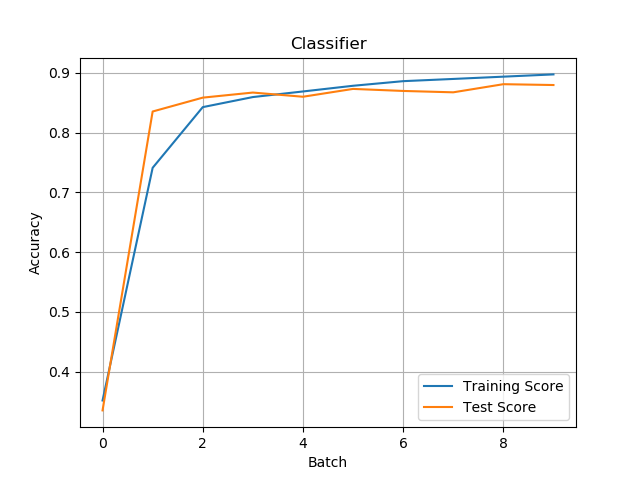 Classifier
Accuracy
0.9
0.8
0.7
0.6
0.5
0.4
Training Score
Test Score
0 2 4 6 8
Batch